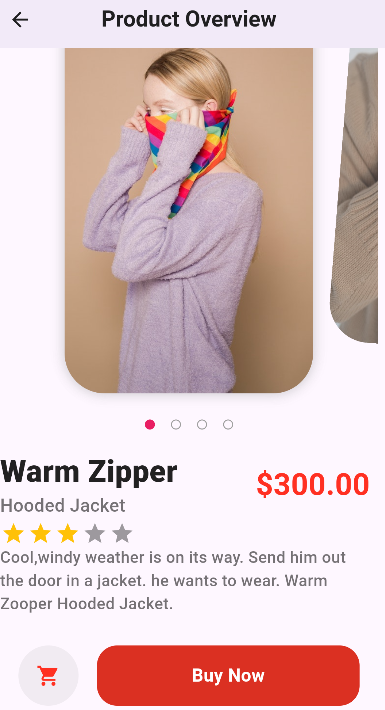 Product Overview
Warm Zipper
$300.00
Hooded Jacket
Cool,windy weather is on its way. Send him out
the door in a jacket. he wants to wear. Warm
Zooper Hooded Jacket.
Buy Now